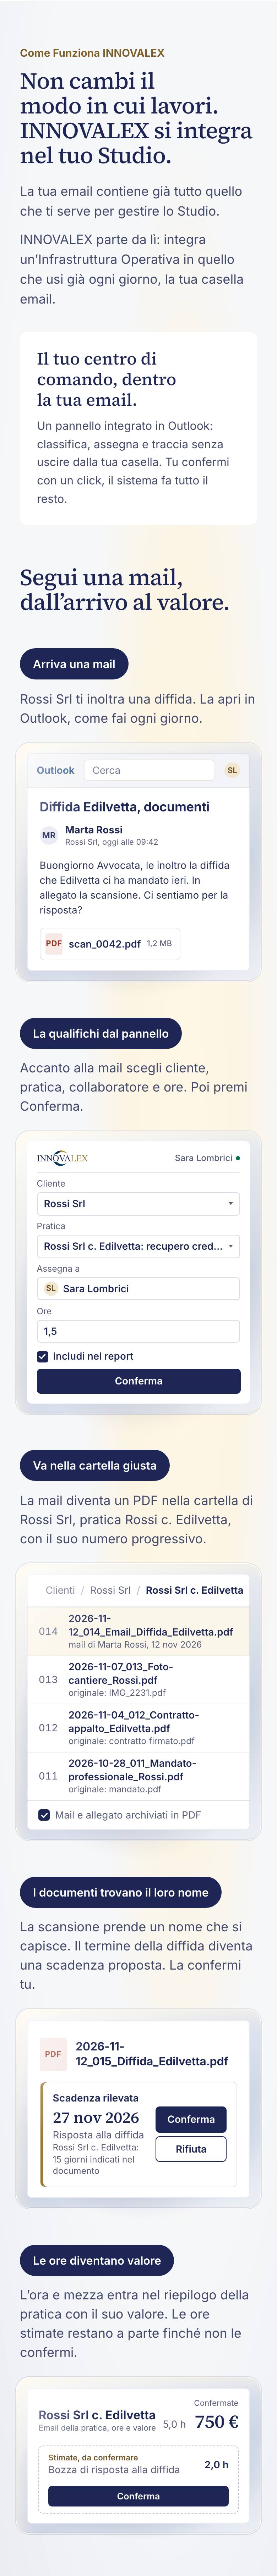 Come Funziona INNOVALEX
Non cambi il
modo in cui lavori.
INNOVALEX si integra
nel tuo Studio.
La tua email contiene già tutto quello
che ti serve per gestire lo Studio.
INNOVALEX parte da lì: integra
un'Infrastruttura Operativa in quello
che usi già ogni giorno, la tua casella
email.
Il tuo centro di
comando, dentro
la tua email.
Un pannello integrato in Outlook:
classifica, assegna e traccia senza
uscire dalla tua casella. Tu confermi
con un click, il sistema fa tutto il
resto.
Segui una mail,
dall'arrivo al valore.
Arriva una mail
Rossi Srl ti inoltra una diffida. La apri in
Outlook, come fai ogni giorno.
Outlook Cerca SL
Diffida Edilvetta, documenti
MR Marta Rossi
Rossi Srl, oggi alle 09:42
Buongiorno Avvocata, le inoltro la diffida
che Edilvetta ci ha mandato ieri. In
allegato la scansione. Ci sentiamo per la
risposta?
PDF scan_0042.pdf 1,2 MB
La qualifichi dal pannello
Accanto alla mail scegli cliente,
pratica, collaboratore e ore. Poi premi
Conferma.
INNOVALEX Sara Lombrici
Cliente
Rossi Srl
Pratica
Rossi Srl c. Edilvetta: recupero cred…
Assegna a
SL Sara Lombrici
Ore
1,5
Includi nel report
Conferma
Va nella cartella giusta
La mail diventa un PDF nella cartella di
Rossi Srl, pratica Rossi c. Edilvetta,
con il suo numero progressivo.
Clienti / Rossi Srl / Rossi Srl c. Edilvetta
2026-11-
014 12_014_Email_Diffida_Edilvetta.pdf
mail di Marta Rossi, 12 nov 2026
2026-11-07_013_Foto-
013 cantiere_Rossi.pdf
originale: IMG_2231.pdf
2026-11-04_012_Contratto-
012 appalto_Edilvetta.pdf
originale: contratto firmato.pdf
2026-10-28_011_Mandato-
011 professionale_Rossi.pdf
originale: mandato.pdf
Mail e allegato archiviati in PDF
I documenti trovano il loro nome
La scansione prende un nome che si
capisce. Il termine della diffida diventa
una scadenza proposta. La confermi
tu.
PDF 2026-11-
12_015_Diffida_Edilvetta.pdf
Scadenza rilevata
27 nov 2026
Risposta alla diffida
Rossi Srl c. Edilvetta:
15 giorni indicati nel
documento
Conferma
Rifiuta
Le ore diventano valore
L'ora e mezza entra nel riepilogo della
pratica con il suo valore. Le ore
stimate restano a parte finché non le
confermi.
Confermate
Rossi Srl c. Edilvetta 5,0 h 750 €
Email della pratica, ore e valore
Stimate, da confermare
Bozza di risposta alla diffida 2,0 h
Conferma